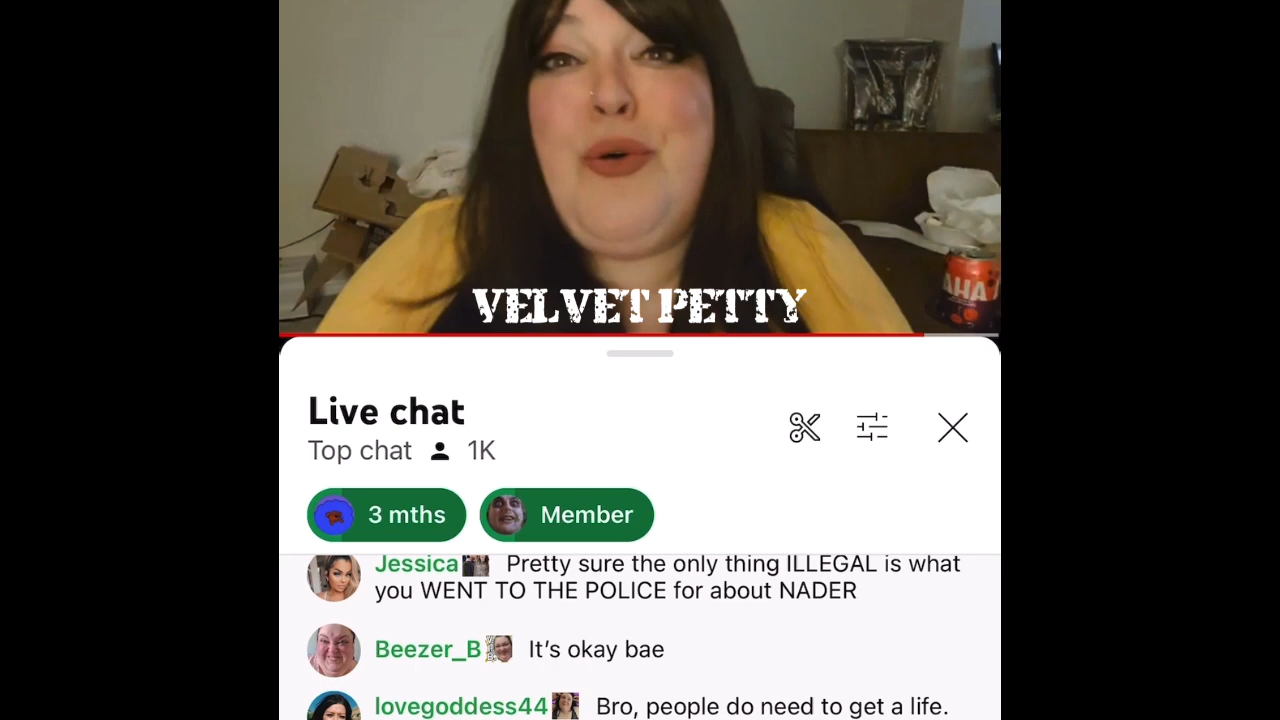 AHA
VELVET PETTY
Live chat
Top chat 1K
3 mths Member
Jessica Pretty sure the only thing ILLEGAL is what
you WENT TO THE POLICE for about NADER
Beezer_B It’s okay bae
lovegoddess44 Bro, people do need to get a life.